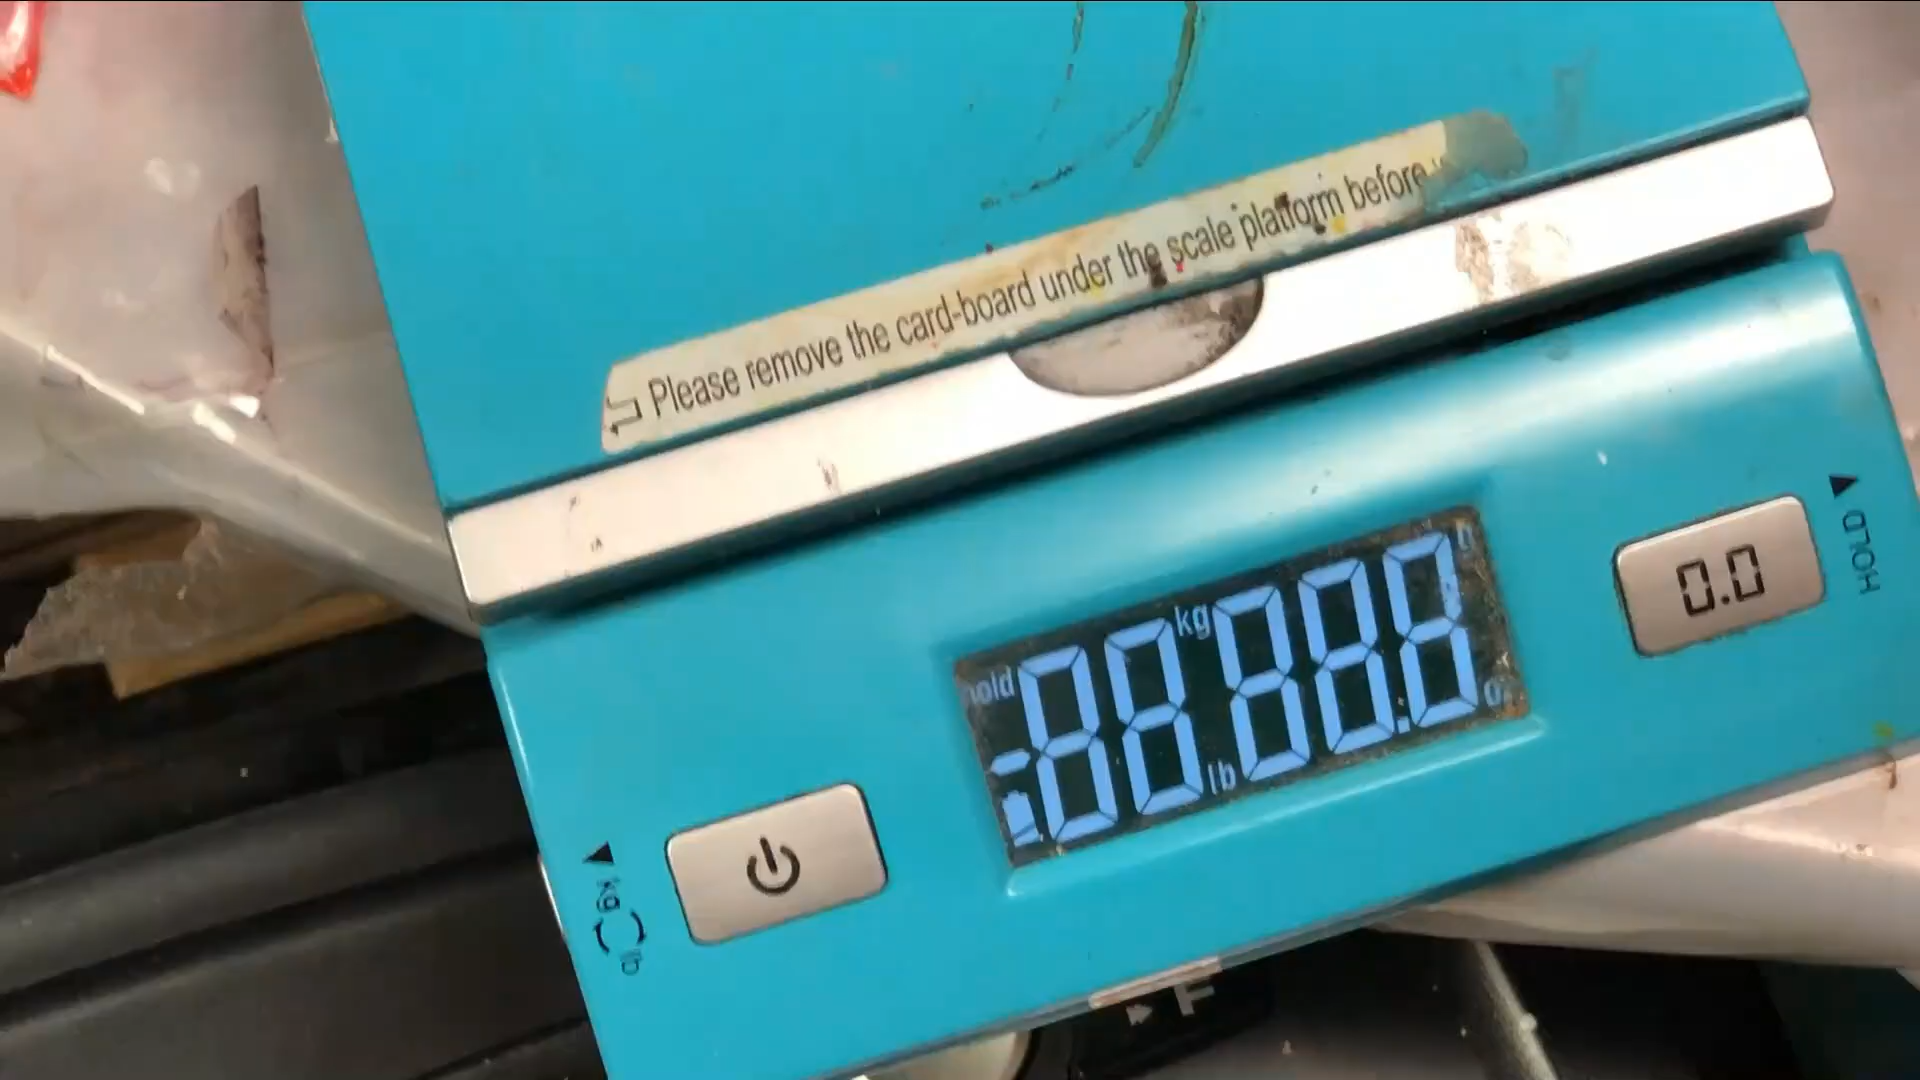 Please remove the card-board under the scale platform before
HOLD
0.0
kg
hold
-88888.8
lb
kg
lb
F